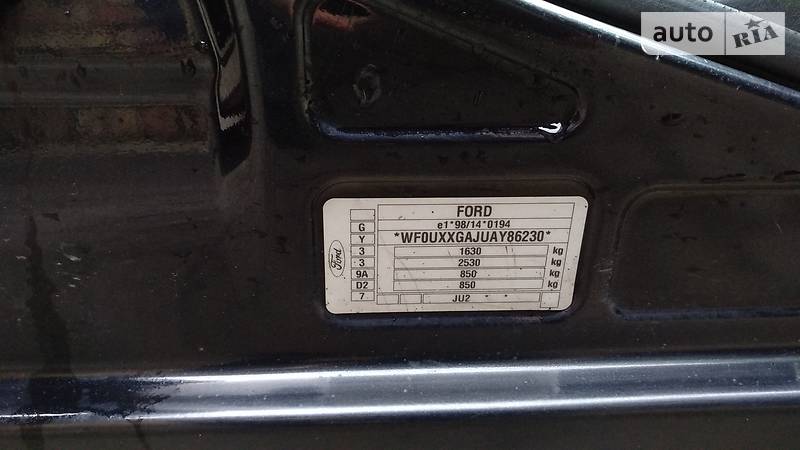 auto RIA
FORD
G e1*98/14*0194
Y *WF0UXXGAJUAY86230*
3 1630 kg
3 2530 kg
9A 850 kg
D2 850 kg
7 JU2 * *
Ford